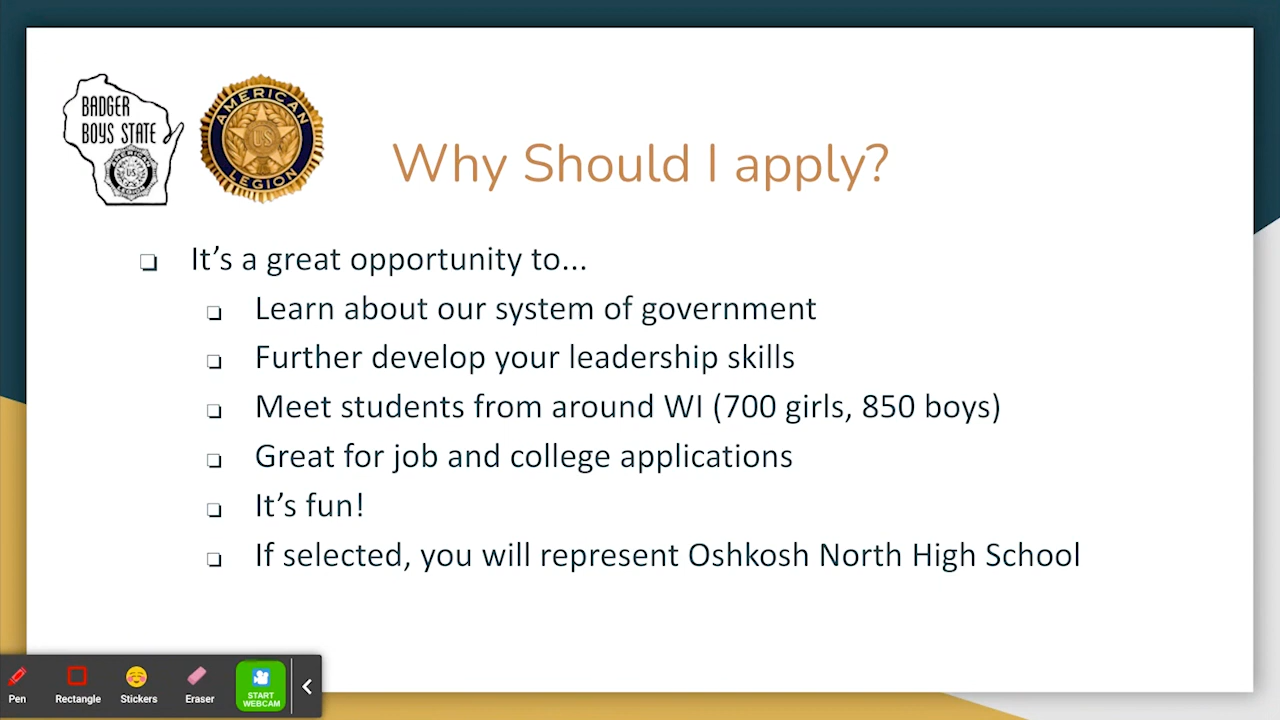 BADGER
BOYS STATE
AMERICAN
US
LEGION
Why Should I apply?
❏ It's a great opportunity to...
❏ Learn about our system of government
❏ Further develop your leadership skills
❏ Meet students from around WI (700 girls, 850 boys)
❏ Great for job and college applications
❏ It's fun!
❏ If selected, you will represent Oshkosh North High School
Pen
Rectangle
Stickers
Eraser
START
WEBCAM